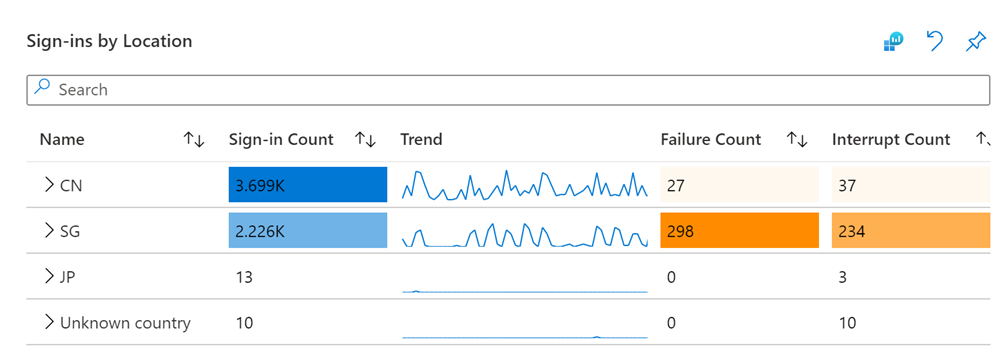 Sign-ins by Location
Search
Name Sign-in Count Trend Failure Count Interrupt Count
CN 3.699K 27 37
SG 2.226K 298 234
JP 13 0 3
Unknown country 10 0 10